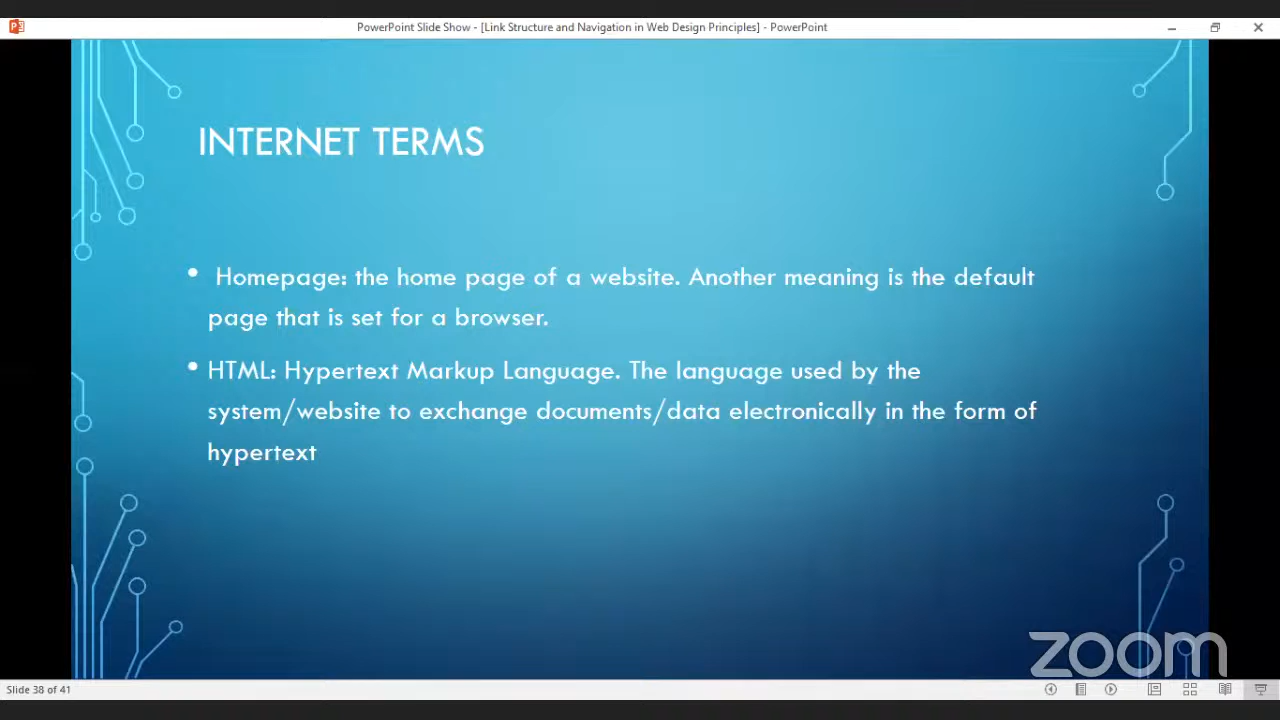 PowerPoint Slide Show - [Link Structure and Navigation in Web Design Principles] - PowerPoint
INTERNET TERMS
• Homepage: the home page of a website. Another meaning is the default
page that is set for a browser.
• HTML: Hypertext Markup Language. The language used by the
system/website to exchange documents/data electronically in the form of
hypertext
zoom
Slide 38 of 41